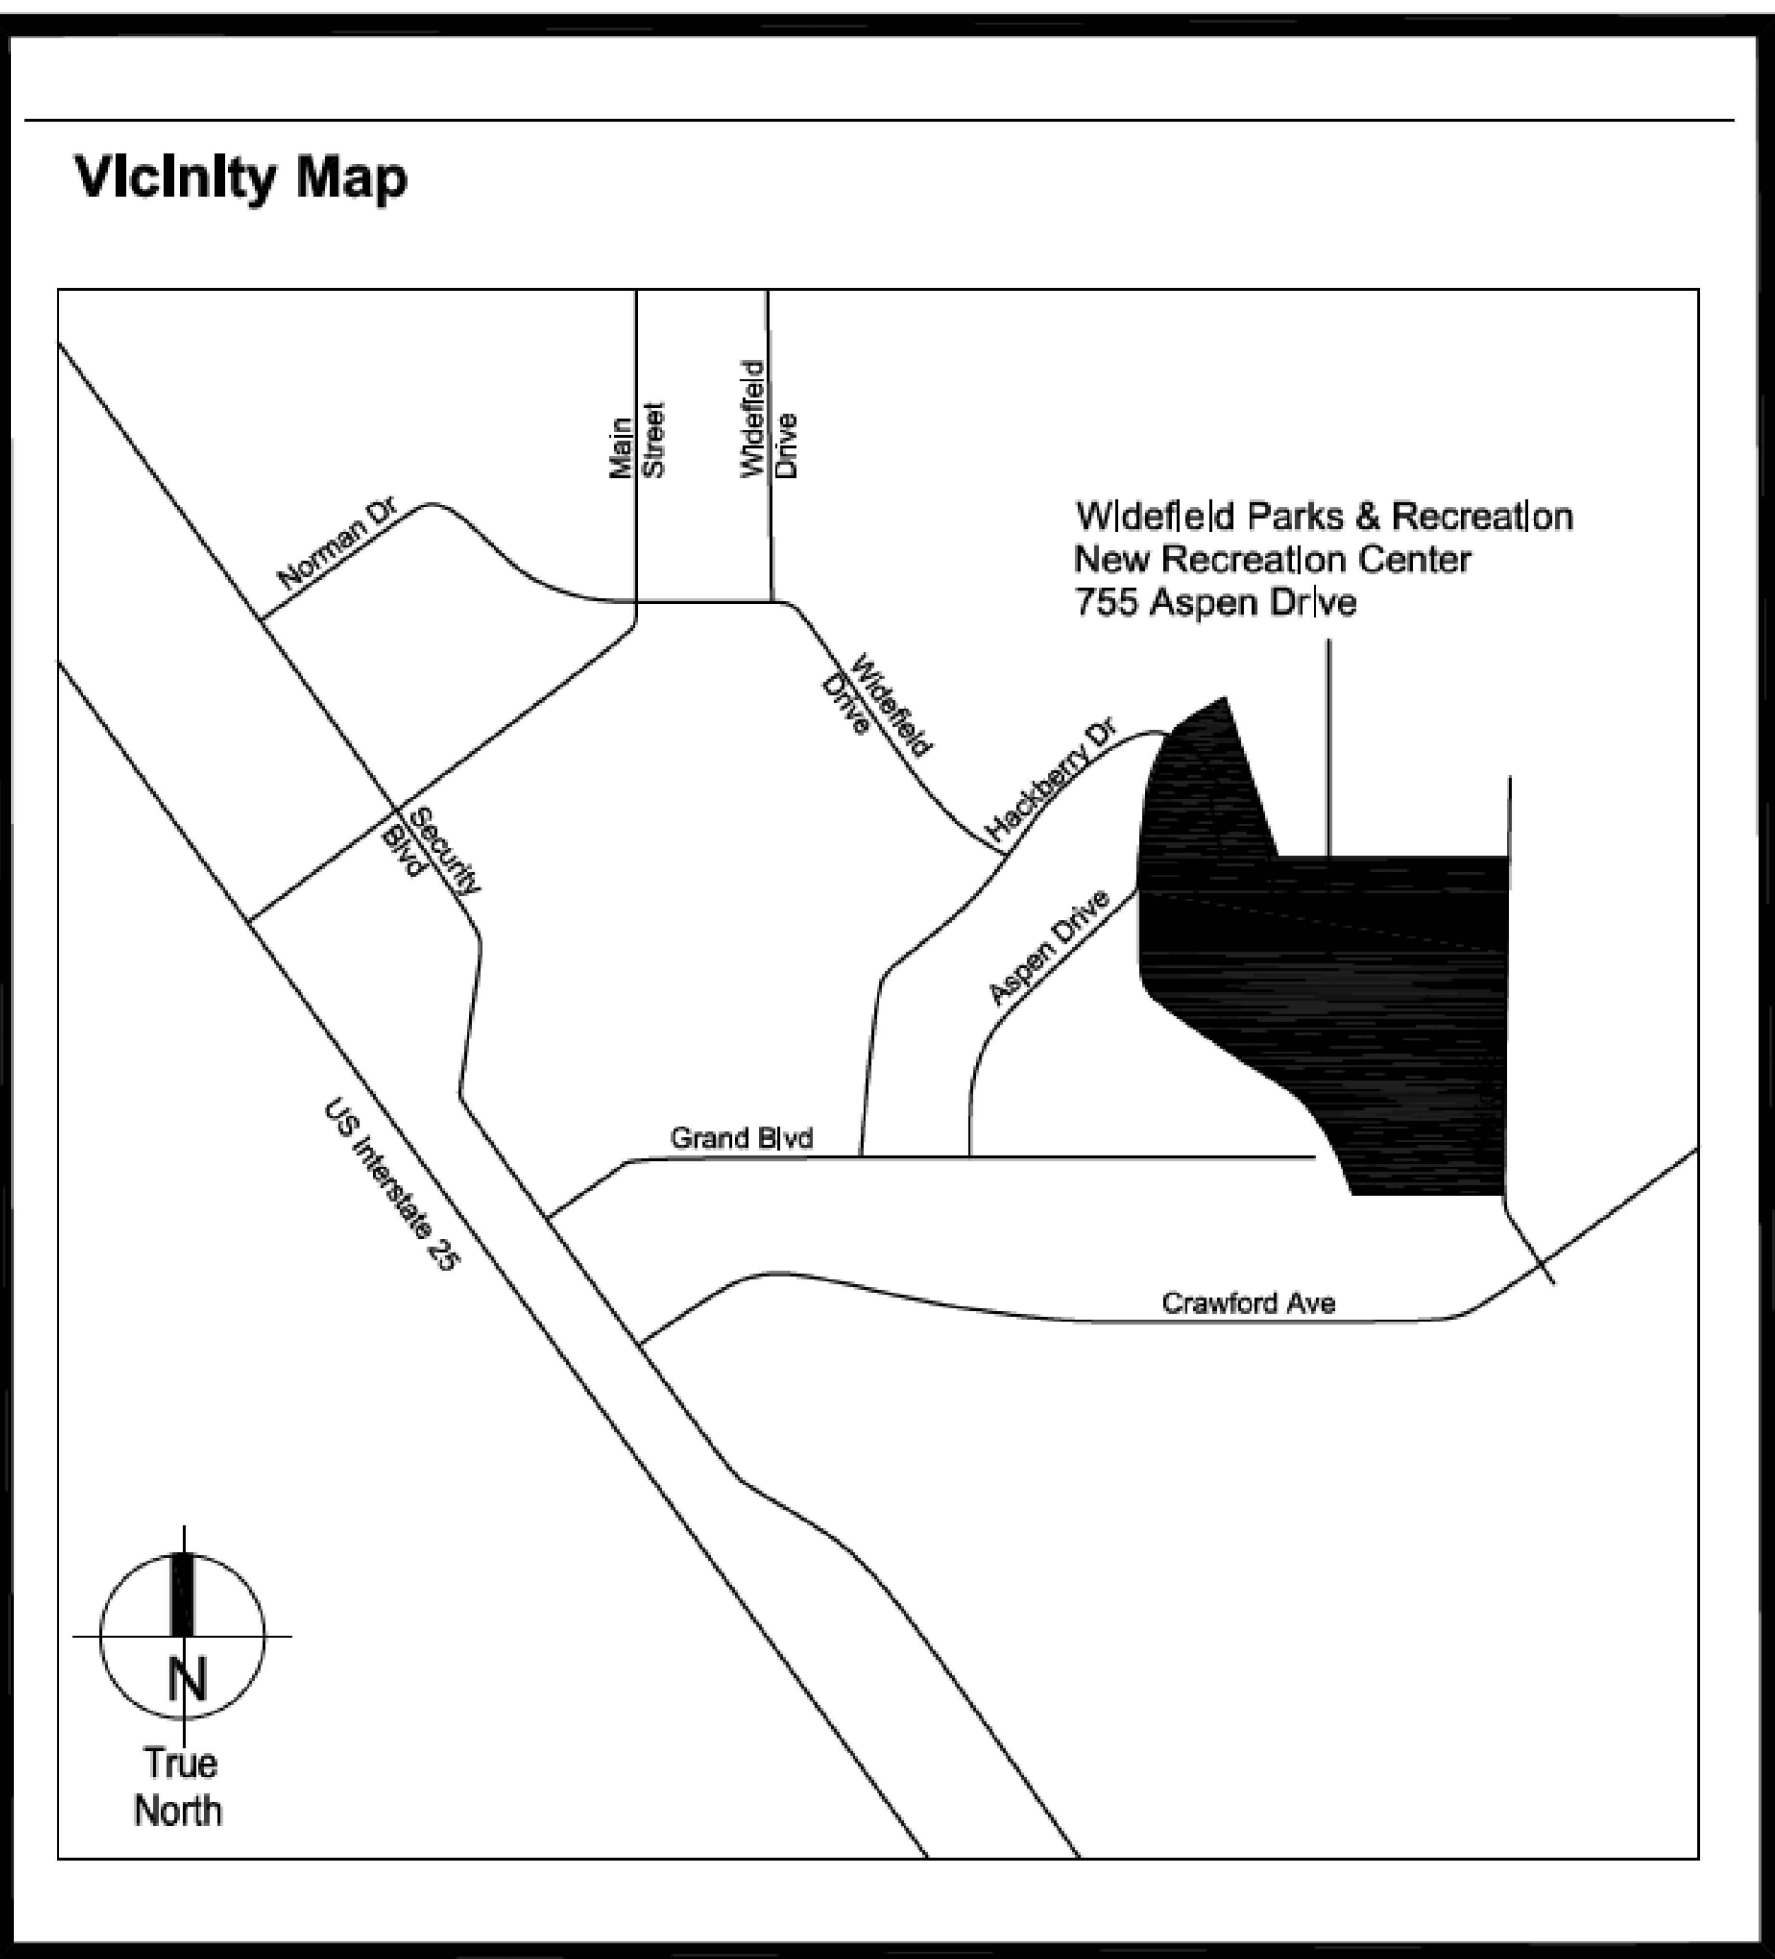 Vicinity Map
Main
Street
Widefield
Drive
Norman Dr
Widefield Parks & Recreation
New Recreation Center
755 Aspen Drive
Widefield
Drive
Hackberry Dr
Security
Blvd
Aspen Drive
US Interstate 25
Grand Blvd
Crawford Ave
N
True
North